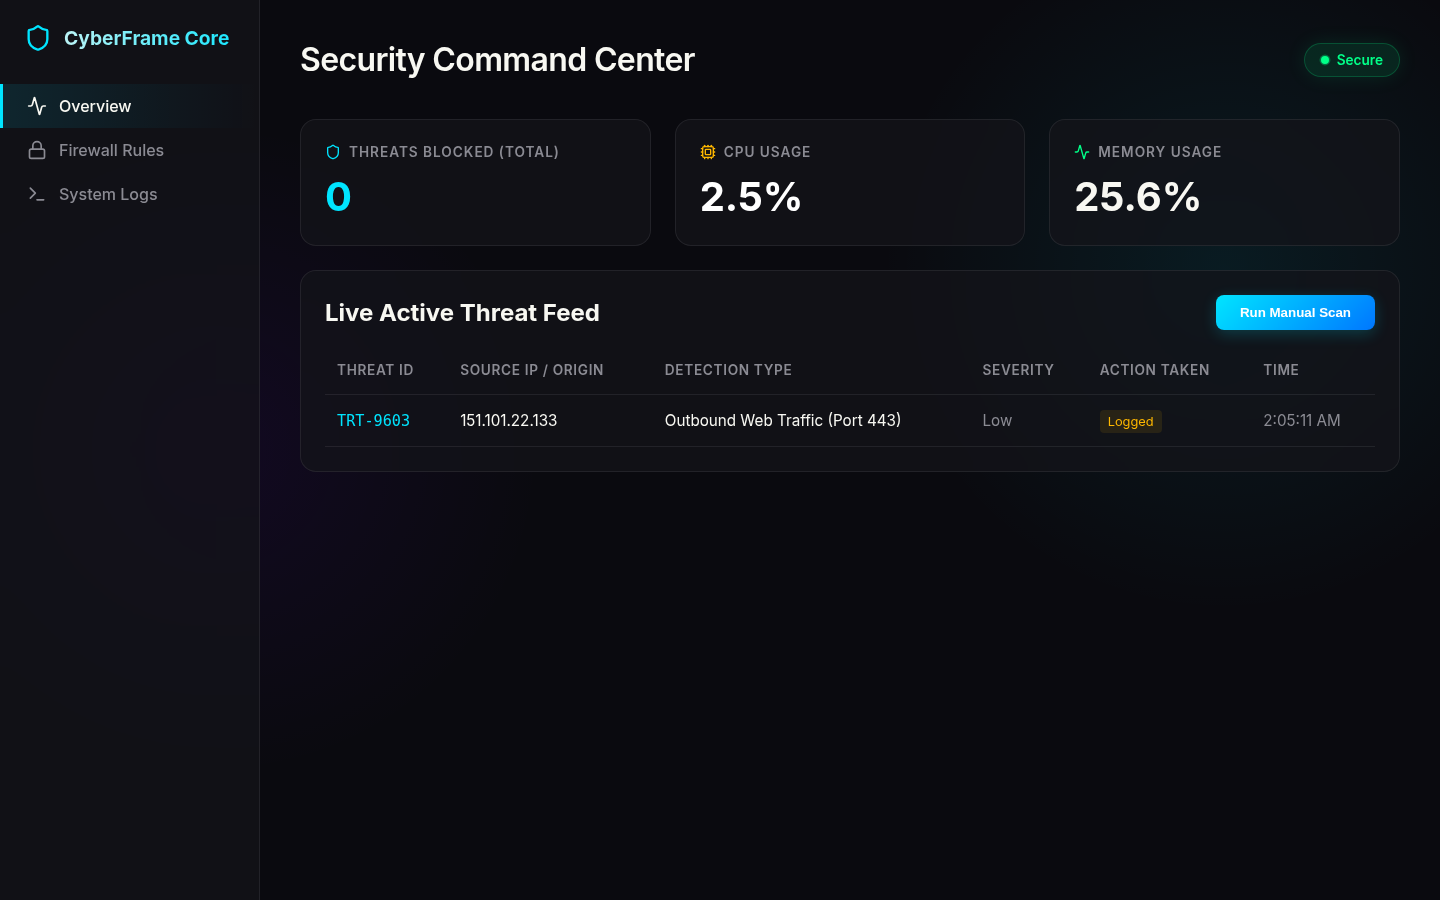 CyberFrame Core
Overview
Firewall Rules
System Logs
Security Command Center
Secure
THREATS BLOCKED (TOTAL)
0
CPU USAGE
2.5%
MEMORY USAGE
25.6%
Live Active Threat Feed
Run Manual Scan
THREAT ID SOURCE IP / ORIGIN DETECTION TYPE SEVERITY ACTION TAKEN TIME
TRT-9603 151.101.22.133 Outbound Web Traffic (Port 443) Low Logged 2:05:11 AM